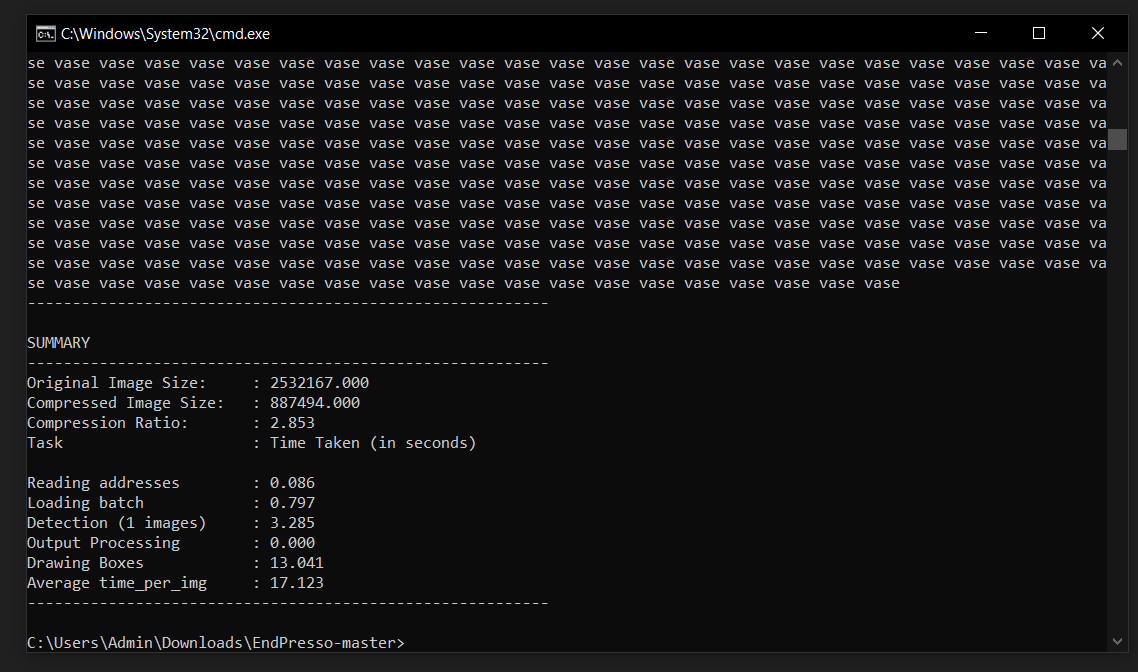 C:\Windows\System32\cmd.exe
se vase vase vase vase vase vase vase vase vase vase vase vase vase vase vase vase vase vase vase vase vase vase vase va
se vase vase vase vase vase vase vase vase vase vase vase vase vase vase vase vase vase vase vase vase vase vase vase va
se vase vase vase vase vase vase vase vase vase vase vase vase vase vase vase vase vase vase vase vase vase vase vase va
se vase vase vase vase vase vase vase vase vase vase vase vase vase vase vase vase vase vase vase vase vase vase vase va
se vase vase vase vase vase vase vase vase vase vase vase vase vase vase vase vase vase vase vase vase vase vase vase va
se vase vase vase vase vase vase vase vase vase vase vase vase vase vase vase vase vase vase vase vase vase vase vase va
se vase vase vase vase vase vase vase vase vase vase vase vase vase vase vase vase vase vase vase vase vase vase vase va
se vase vase vase vase vase vase vase vase vase vase vase vase vase vase vase vase vase vase vase vase vase vase vase va
se vase vase vase vase vase vase vase vase vase vase vase vase vase vase vase vase vase vase vase vase vase vase vase va
se vase vase vase vase vase vase vase vase vase vase vase vase vase vase vase vase vase vase vase vase vase vase vase va
se vase vase vase vase vase vase vase vase vase vase vase vase vase vase vase vase vase vase vase vase vase vase vase va
se vase vase vase vase vase vase vase vase vase vase vase vase vase vase vase vase vase vase vase
----------------------------------------------------------
SUMMARY
----------------------------------------------------------
Original Image Size:     : 2532167.000
Compressed Image Size:   : 887494.000
Compression Ratio:       : 2.853
Task                     : Time Taken (in seconds)
Reading addresses        : 0.086
Loading batch            : 0.797
Detection (1 images)     : 3.285
Output Processing        : 0.000
Drawing Boxes            : 13.041
Average time_per_img     : 17.123
----------------------------------------------------------
C:\Users\Admin\Downloads\EndPresso-master>